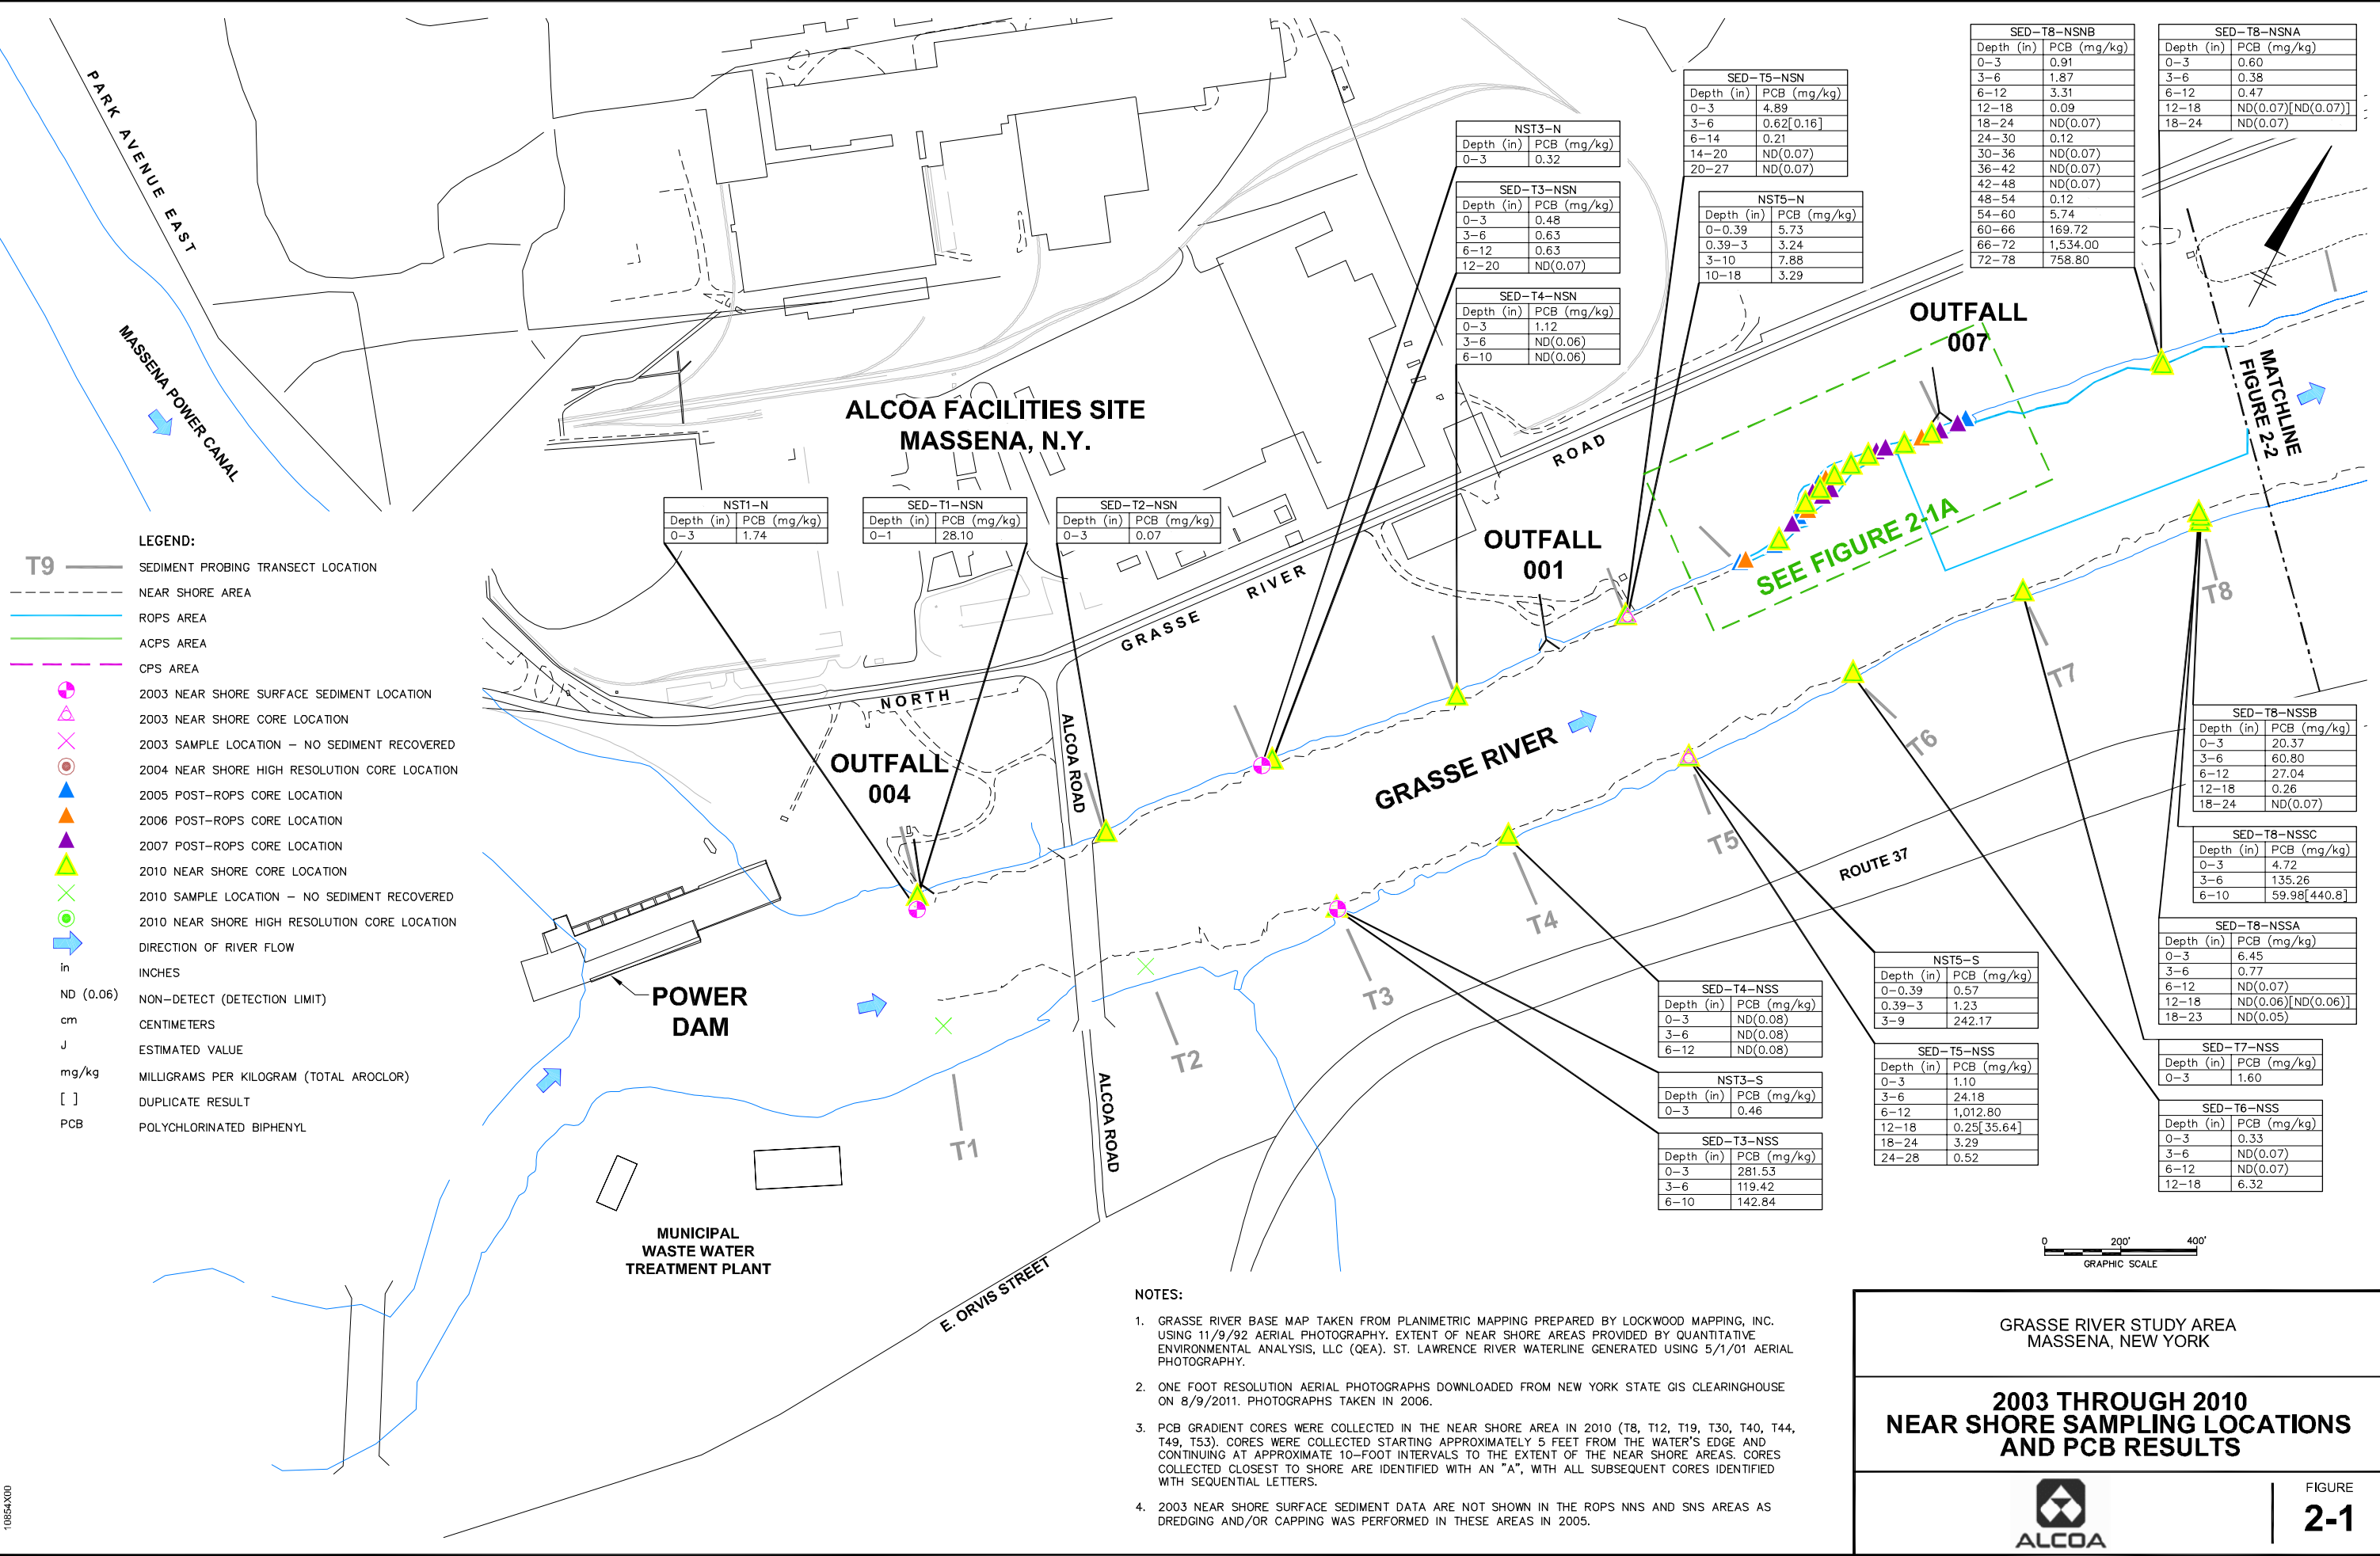 PARK AVENUE EAST
MASSENA POWER CANAL
ALCOA FACILITIES SITE
MASSENA, N.Y.
SED-T8-NSNB
Depth (in) PCB (mg/kg)
0-3 0.91
3-6 1.87
6-12 3.31
12-18 0.09
18-24 ND(0.07)
24-30 0.12
30-36 ND(0.07)
36-42 ND(0.07)
42-48 ND(0.07)
48-54 0.12
54-60 5.74
60-66 169.72
66-72 1,534.00
72-78 758.80
SED-T8-NSNA
Depth (in) PCB (mg/kg)
0-3 0.60
3-6 0.38
6-12 0.47
12-18 ND(0.07)[ND(0.07)]
18-24 ND(0.07)
SED-T5-NSN
Depth (in) PCB (mg/kg)
0-3 4.89
3-6 0.62[0.16]
6-14 0.21
14-20 ND(0.07)
20-27 ND(0.07)
NST3-N
Depth (in) PCB (mg/kg)
0-3 0.32
SED-T3-NSN
Depth (in) PCB (mg/kg)
0-3 0.48
3-6 0.63
6-12 0.63
12-20 ND(0.07)
NST5-N
Depth (in) PCB (mg/kg)
0-0.39 5.73
0.39-3 3.24
3-10 7.88
10-18 3.29
SED-T4-NSN
Depth (in) PCB (mg/kg)
0-3 1.12
3-6 ND(0.06)
6-10 ND(0.06)
OUTFALL
007
MATCHLINE
FIGURE 2-2
SEE FIGURE 2-1A
NST1-N
Depth (in) PCB (mg/kg)
0-3 1.74
SED-T1-NSN
Depth (in) PCB (mg/kg)
0-1 28.10
SED-T2-NSN
Depth (in) PCB (mg/kg)
0-3 0.07
OUTFALL
001
NORTH GRASSE RIVER ROAD
OUTFALL
004
ALCOA ROAD
GRASSE RIVER
POWER
DAM
T1
T2
T3
T4
T5
T6
T7
T8
ROUTE 37
ALCOA ROAD
MUNICIPAL
WASTE WATER
TREATMENT PLANT
E. ORVIS STREET
LEGEND:
T9 SEDIMENT PROBING TRANSECT LOCATION
NEAR SHORE AREA
ROPS AREA
ACPS AREA
CPS AREA
2003 NEAR SHORE SURFACE SEDIMENT LOCATION
2003 NEAR SHORE CORE LOCATION
2003 SAMPLE LOCATION - NO SEDIMENT RECOVERED
2004 NEAR SHORE HIGH RESOLUTION CORE LOCATION
2005 POST-ROPS CORE LOCATION
2006 POST-ROPS CORE LOCATION
2007 POST-ROPS CORE LOCATION
2010 NEAR SHORE CORE LOCATION
2010 SAMPLE LOCATION - NO SEDIMENT RECOVERED
2010 NEAR SHORE HIGH RESOLUTION CORE LOCATION
DIRECTION OF RIVER FLOW
in INCHES
ND (0.06) NON-DETECT (DETECTION LIMIT)
cm CENTIMETERS
J ESTIMATED VALUE
mg/kg MILLIGRAMS PER KILOGRAM (TOTAL AROCLOR)
[ ] DUPLICATE RESULT
PCB POLYCHLORINATED BIPHENYL
SED-T8-NSSB
Depth (in) PCB (mg/kg)
0-3 20.37
3-6 60.80
6-12 27.04
12-18 0.26
18-24 ND(0.07)
SED-T8-NSSC
Depth (in) PCB (mg/kg)
0-3 4.72
3-6 135.26
6-10 59.98[440.8]
SED-T8-NSSA
Depth (in) PCB (mg/kg)
0-3 6.45
3-6 0.77
6-12 ND(0.07)
12-18 ND(0.06)[ND(0.06)]
18-23 ND(0.05)
SED-T7-NSS
Depth (in) PCB (mg/kg)
0-3 1.60
SED-T6-NSS
Depth (in) PCB (mg/kg)
0-3 0.33
3-6 ND(0.07)
6-12 ND(0.07)
12-18 6.32
NST5-S
Depth (in) PCB (mg/kg)
0-0.39 0.57
0.39-3 1.23
3-9 242.17
SED-T5-NSS
Depth (in) PCB (mg/kg)
0-3 1.10
3-6 24.18
6-12 1,012.80
12-18 0.25[35.64]
18-24 3.29
24-28 0.52
SED-T4-NSS
Depth (in) PCB (mg/kg)
0-3 ND(0.08)
3-6 ND(0.08)
6-12 ND(0.08)
NST3-S
Depth (in) PCB (mg/kg)
0-3 0.46
SED-T3-NSS
Depth (in) PCB (mg/kg)
0-3 281.53
3-6 119.42
6-10 142.84
0 200' 400'
GRAPHIC SCALE
NOTES:
1. GRASSE RIVER BASE MAP TAKEN FROM PLANIMETRIC MAPPING PREPARED BY LOCKWOOD MAPPING, INC.
USING 11/9/92 AERIAL PHOTOGRAPHY. EXTENT OF NEAR SHORE AREAS PROVIDED BY QUANTITATIVE
ENVIRONMENTAL ANALYSIS, LLC (QEA). ST. LAWRENCE RIVER WATERLINE GENERATED USING 5/1/01 AERIAL
PHOTOGRAPHY.
2. ONE FOOT RESOLUTION AERIAL PHOTOGRAPHS DOWNLOADED FROM NEW YORK STATE GIS CLEARINGHOUSE
ON 8/9/2011. PHOTOGRAPHS TAKEN IN 2006.
3. PCB GRADIENT CORES WERE COLLECTED IN THE NEAR SHORE AREA IN 2010 (T8, T12, T19, T30, T40, T44,
T49, T53). CORES WERE COLLECTED STARTING APPROXIMATELY 5 FEET FROM THE WATER'S EDGE AND
CONTINUING AT APPROXIMATE 10-FOOT INTERVALS TO THE EXTENT OF THE NEAR SHORE AREAS. CORES
COLLECTED CLOSEST TO SHORE ARE IDENTIFIED WITH AN "A", WITH ALL SUBSEQUENT CORES IDENTIFIED
WITH SEQUENTIAL LETTERS.
4. 2003 NEAR SHORE SURFACE SEDIMENT DATA ARE NOT SHOWN IN THE ROPS NNS AND SNS AREAS AS
DREDGING AND/OR CAPPING WAS PERFORMED IN THESE AREAS IN 2005.
GRASSE RIVER STUDY AREA
MASSENA, NEW YORK
2003 THROUGH 2010
NEAR SHORE SAMPLING LOCATIONS
AND PCB RESULTS
ALCOA
FIGURE
2-1
10854X00